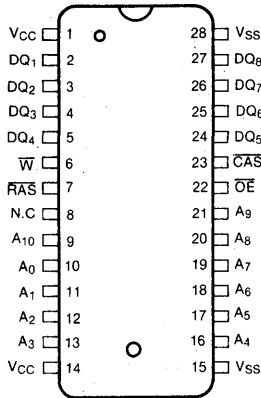 VCC 1 28 VSS
DQ1 2 27 DQ8
DQ2 3 26 DQ7
DQ3 4 25 DQ6
DQ4 5 24 DQ5
W 6 23 CAS
RAS 7 22 OE
N.C 8 21 A9
A10 9 20 A8
A0 10 19 A7
A1 11 18 A6
A2 12 17 A5
A3 13 16 A4
VCC 14 15 VSS